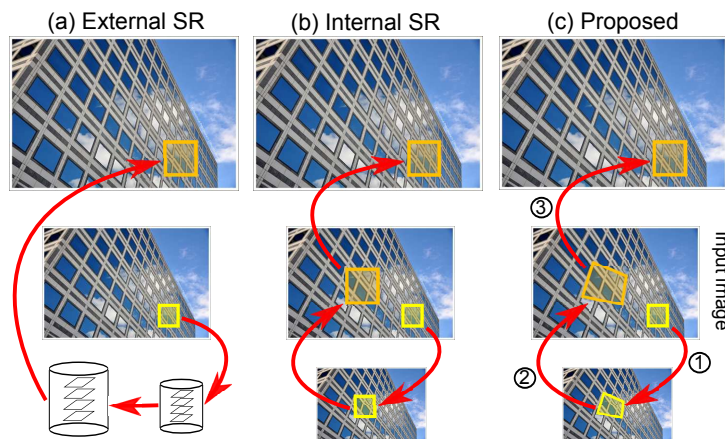 (a) External SR
(b) Internal SR
(c) Proposed
③
Input image
①
②